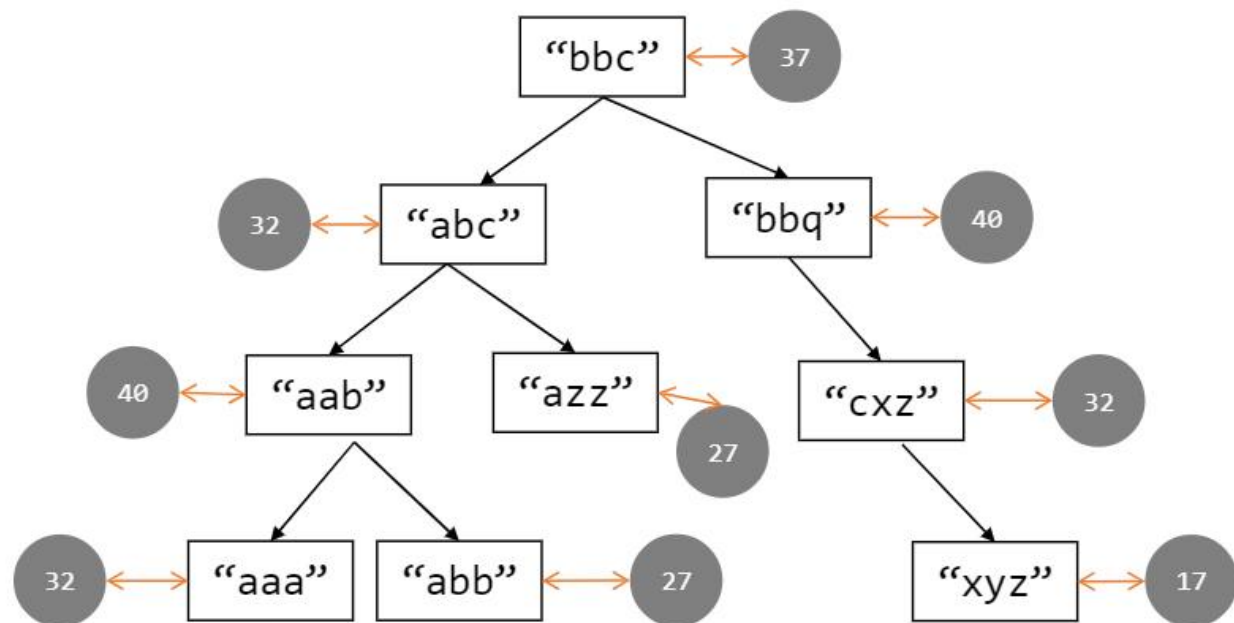 “bbc” 37
32 “abc” “bbq” 40
40 “aab” “azz” 27 “cxz” 32
32 “aaa” “abb” 27 “xyz” 17